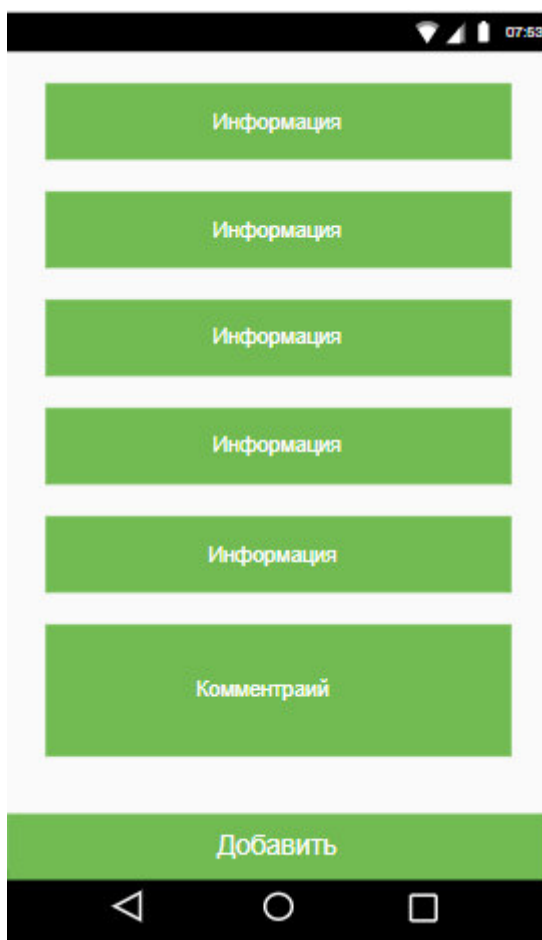 07:53
Информация
Информация
Информация
Информация
Информация
Комментраий
Добавить